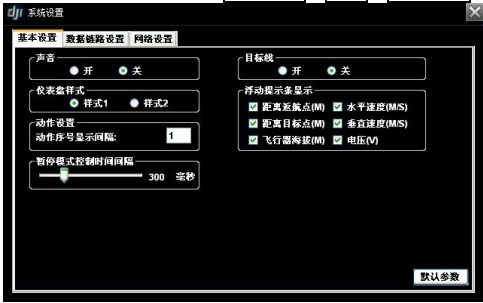 dji 系统设置
基本设置 数据链路设置 网络设置
声音
开 关
仪表盘样式
样式1 样式2
动作设置
动作序号显示间隔: 1
暂停模式控制时间间隔
300 毫秒
目标线
开 关
浮动提示条显示
距离返航点(M) 水平速度(M/S)
距离目标点(M) 垂直速度(M/S)
飞行器海拔(M) 电压(V)
默认参数